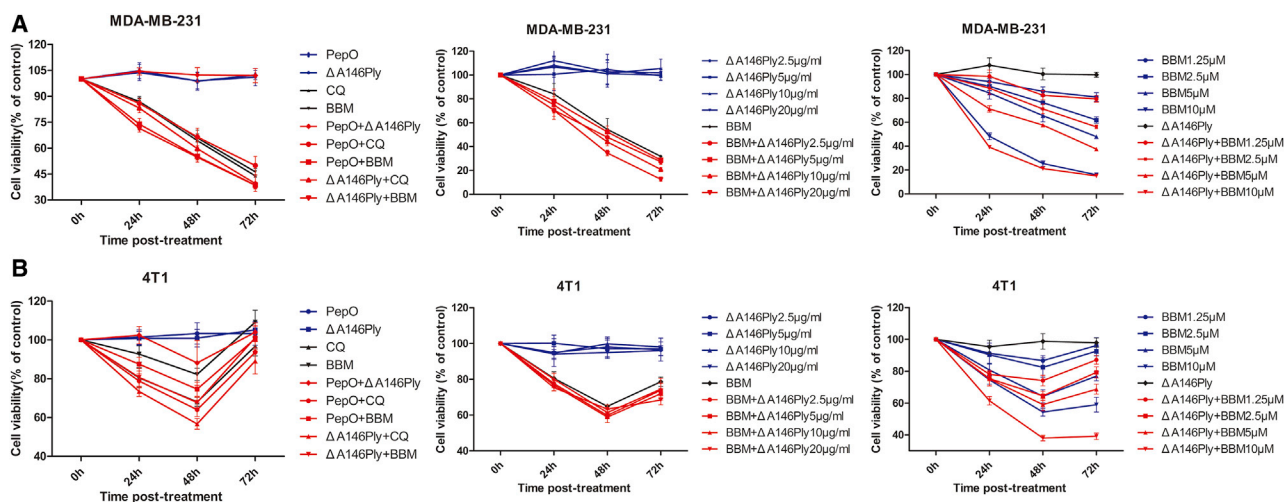 A
MDA-MB-231
Cell viability(% of control)
120
105
90
75
60
45
30
0h
24h
48h
72h
Time post-treatment
PepO
ΔA146Ply
CQ
BBM
PepO+ΔA146Ply
PepO+CQ
PepO+BBM
ΔA146Ply+CQ
ΔA146Ply+BBM
MDA-MB-231
Cell viability (% of control)
120
100
80
60
40
20
0
0h
24h
48h
72h
Time post-treatment
ΔA146Ply2.5μg/ml
ΔA146Ply5μg/ml
ΔA146Ply10μg/ml
ΔA146Ply20μg/ml
BBM
BBM+ΔA146Ply2.5μg/ml
BBM+ΔA146Ply5μg/ml
BBM+ΔA146Ply10μg/ml
BBM+ΔA146Ply20μg/ml
MDA-MB-231
Cell viability (% of control)
120
100
80
60
40
20
0
0h
24h
48h
72h
Time post-treatment
BBM1.25μM
BBM2.5μM
BBM5μM
BBM10μM
ΔA146Ply
ΔA146Ply+BBM1.25μM
ΔA146Ply+BBM2.5μM
ΔA146Ply+BBM5μM
ΔA146Ply+BBM10μM
B
4T1
Cell viability(% of control)
120
100
80
60
40
0h
24h
48h
72h
Time post-treatment
PepO
ΔA146Ply
CQ
BBM
PepO+ΔA146Ply
PepO+CQ
PepO+BBM
ΔA146Ply+CQ
ΔA146Ply+BBM
4T1
Cell viability (% of control)
120
100
80
60
40
0h
24h
48h
72h
Time post-treatment
ΔA146Ply2.5μg/ml
ΔA146Ply5μg/ml
ΔA146Ply10μg/ml
ΔA146Ply20μg/ml
BBM
BBM+ΔA146Ply2.5μg/ml
BBM+ΔA146Ply5μg/ml
BBM+ΔA146Ply10μg/ml
BBM+ΔA146Ply20μg/ml
4T1
Cell viability (% of control)
120
100
80
60
40
0h
24h
48h
72h
Time post-treatment
BBM1.25μM
BBM2.5μM
BBM5μM
BBM10μM
ΔA146Ply
ΔA146Ply+BBM1.25μM
ΔA146Ply+BBM2.5μM
ΔA146Ply+BBM5μM
ΔA146Ply+BBM10μM